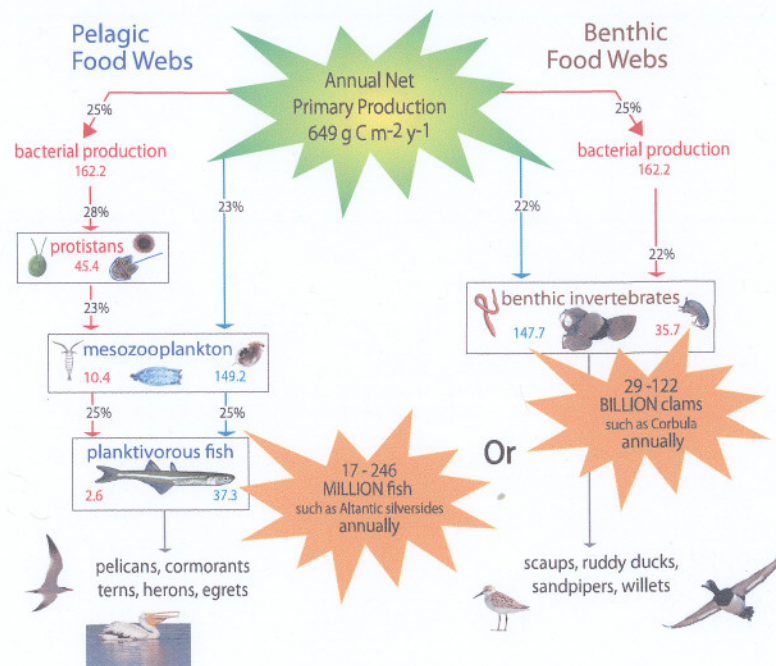 Pelagic
Food Webs
Benthic
Food Webs
Annual Net
Primary Production
649 g C m-2 y-1
25%
25%
bacterial production
162.2
bacterial production
162.2
28%
23%
22%
22%
protistans
45.4
23%
benthic invertebrates
147.7
35.7
mesozooplankton
10.4
149.2
25%
25%
planktivorous fish
2.6
37.3
17 - 246
MILLION fish
such as Altantic silversides
annually
Or
29 -122
BILLION clams
such as Corbula
annually
pelicans, cormorants
terns, herons, egrets
scaups, ruddy ducks,
sandpipers, willets